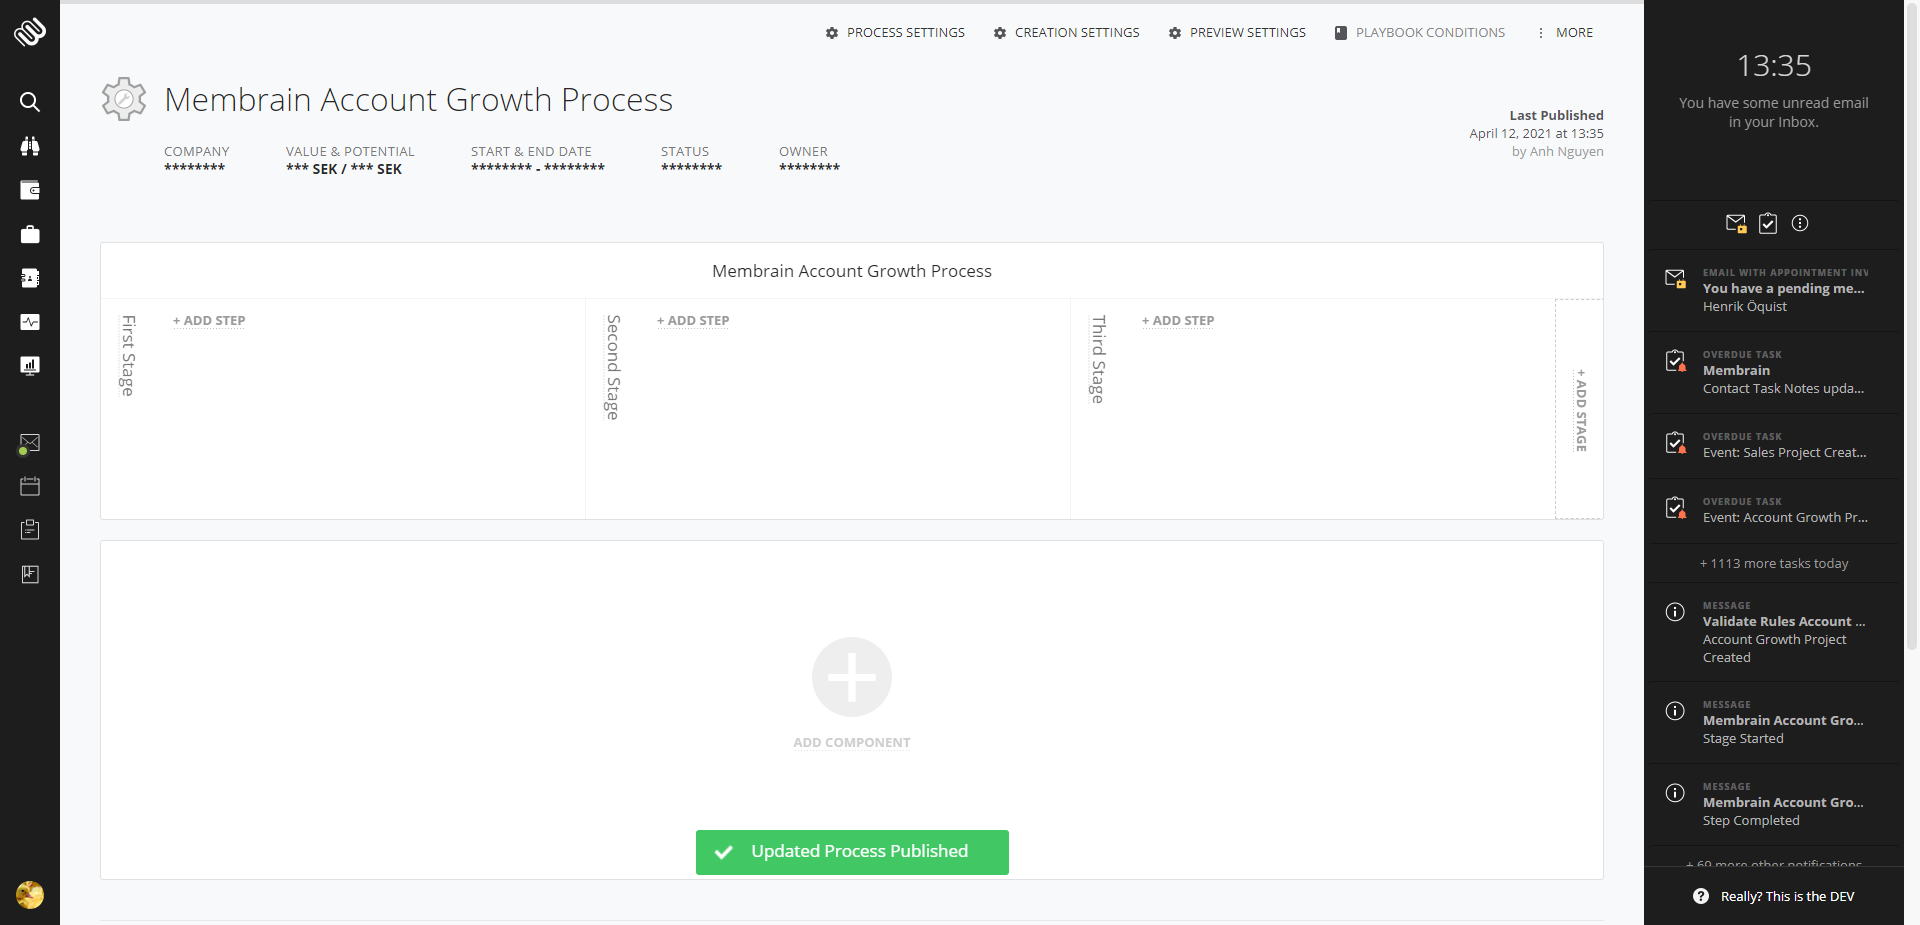 PROCESS SETTINGS
CREATION SETTINGS
PREVIEW SETTINGS
PLAYBOOK CONDITIONS
MORE
Membrain Account Growth Process
Last Published
April 12, 2021 at 13:35
by Anh Nguyen
COMPANY
********
VALUE & POTENTIAL
*** SEK / *** SEK
START & END DATE
******** - ********
STATUS
********
OWNER
********
Membrain Account Growth Process
First Stage
+ ADD STEP
Second Stage
+ ADD STEP
Third Stage
+ ADD STEP
+ ADD STAGE
ADD COMPONENT
Updated Process Published
13:35
You have some unread email
in your Inbox.
EMAIL WITH APPOINTMENT INV
You have a pending me...
Henrik Öquist
OVERDUE TASK
Membrain
Contact Task Notes upda...
OVERDUE TASK
Event: Sales Project Creat...
OVERDUE TASK
Event: Account Growth Pr...
+ 1113 more tasks today
MESSAGE
Validate Rules Account ...
Account Growth Project
Created
MESSAGE
Membrain Account Gro...
Stage Started
MESSAGE
Membrain Account Gro...
Step Completed
+ 69 more other notifications
Really? This is the DEV